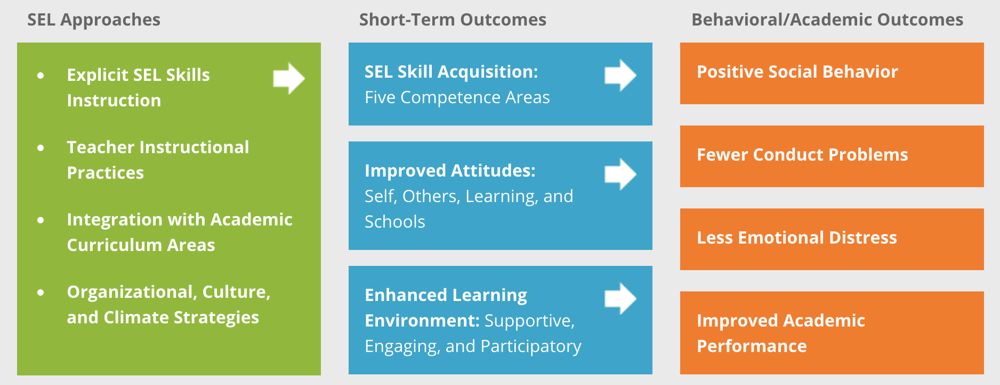 SEL Approaches
• Explicit SEL Skills
Instruction
• Teacher Instructional
Practices
• Integration with Academic
Curriculum Areas
• Organizational, Culture,
and Climate Strategies
Short-Term Outcomes
SEL Skill Acquisition:
Five Competence Areas
Improved Attitudes:
Self, Others, Learning, and
Schools
Enhanced Learning
Environment: Supportive,
Engaging, and Participatory
Behavioral/Academic Outcomes
Positive Social Behavior
Fewer Conduct Problems
Less Emotional Distress
Improved Academic
Performance